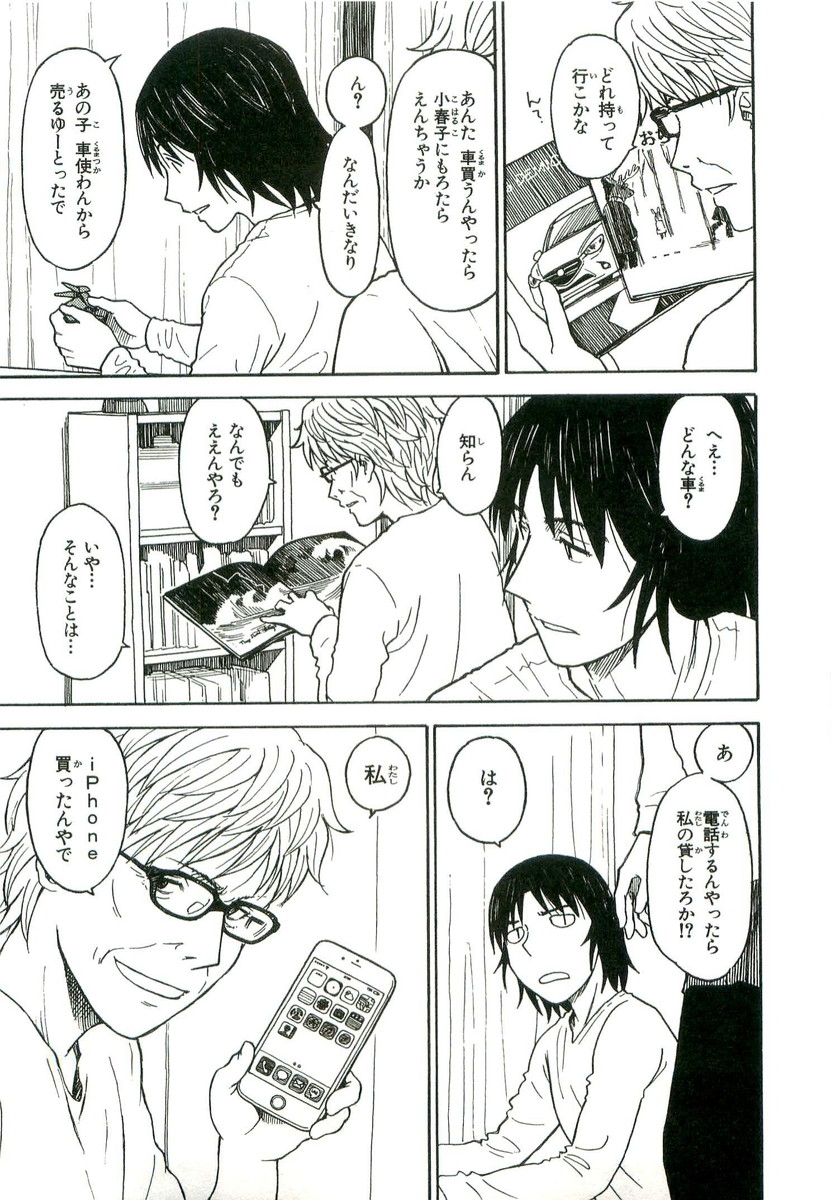 どれ持って
行こかな
んー
あんた 車買うんやったら
小春子にもろたら
えんちゃうか
ん？
なんだいきなり
あの子 車使わんから
売るゆーとったで
へえ…
どんな車？
知らん
なんでも
ええんやろ？
いや…
そんなことは…
あ
電話するんやったら
私の貸したろか！？
は？
私
iPhone
買ったんやで